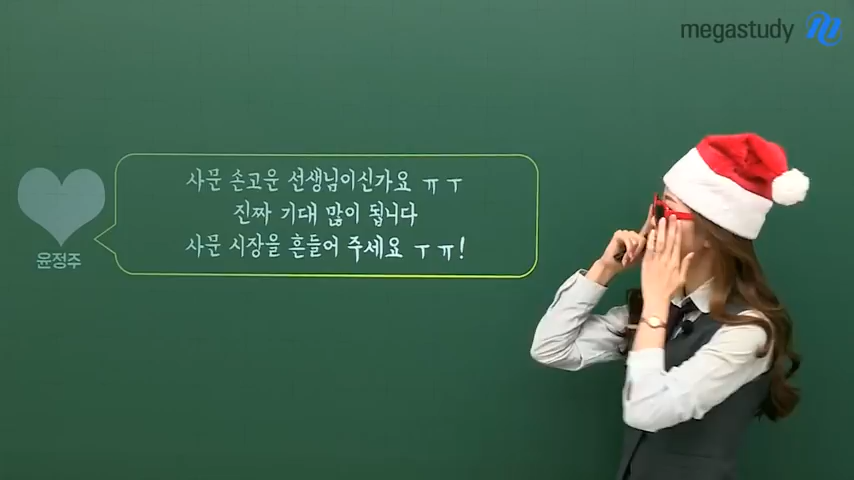 megastudy
사문 손고운 선생님이신가요 ㅠㅜ
진짜 기대 많이 됩니다
사문 시장을 흔들어 주세요 ㅜㅠ!
윤정주